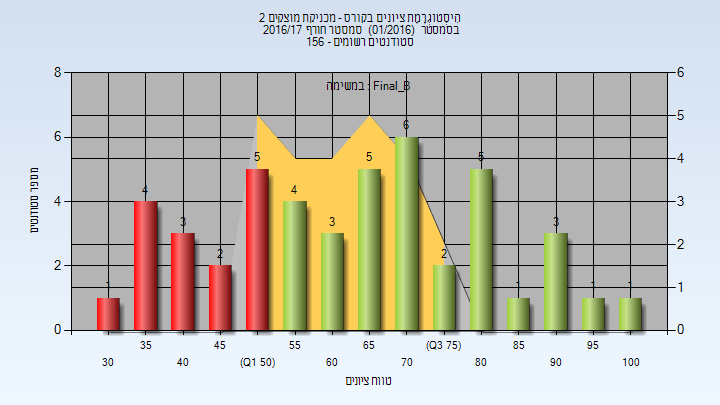 היסטוגרמת ציונים בקורס - מכניקת מוצקים 2
בסמסטר (01/2016) סמסטר חורף 2016/17
סטודנטים רשומים - 156
במשימה : Final_B
8 6 4 2 0
מספר סטודנטים
6 5 4 3 2 1 0
1 4 3 2 5 4 3 5 6 2 5 1 3 1 1
35 45 55 65 (Q3 75) 85 95
30 40 (Q1 50) 60 70 80 90 100
טווח ציונים